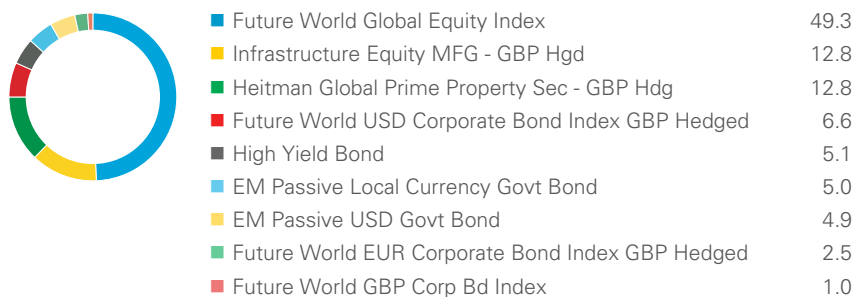 Future World Global Equity Index 49.3
Infrastructure Equity MFG - GBP Hgd 12.8
Heitman Global Prime Property Sec - GBP Hdg 12.8
Future World USD Corporate Bond Index GBP Hedged 6.6
High Yield Bond 5.1
EM Passive Local Currency Govt Bond 5.0
EM Passive USD Govt Bond 4.9
Future World EUR Corporate Bond Index GBP Hedged 2.5
Future World GBP Corp Bd Index 1.0